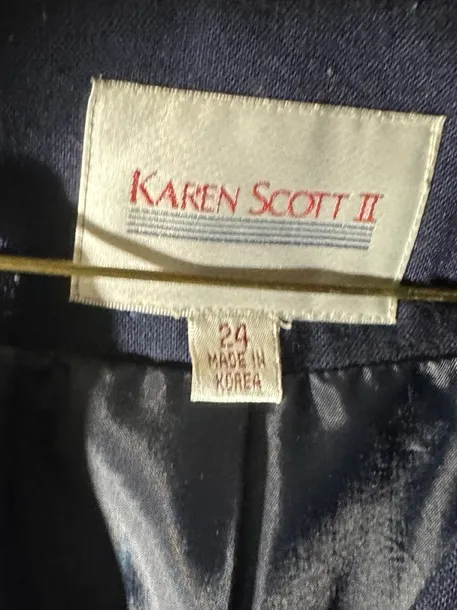 KAREN SCOTT II
24
MADE IN
KOREA